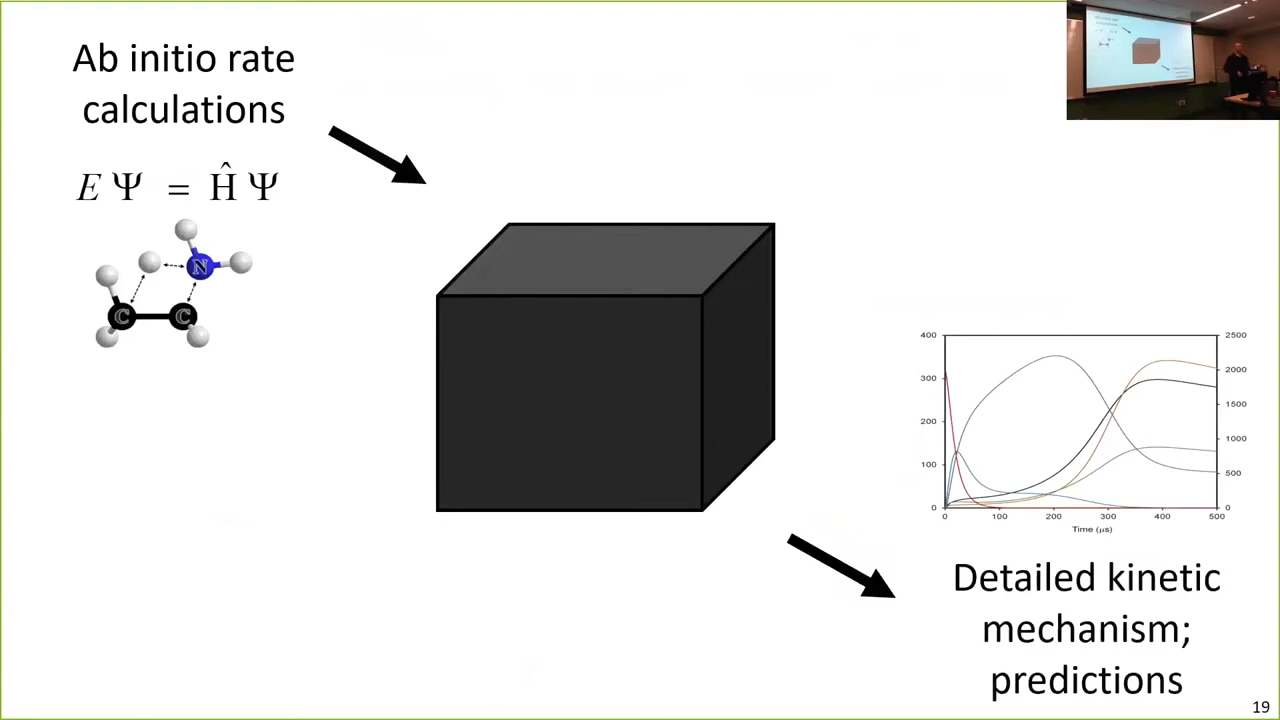 Ab initio rate
calculations
E Ψ = Ĥ Ψ
N
C C
400
300
200
100
0
2500
2000
1500
1000
500
0
0 100 200 300 400 500
Time (μs)
Detailed kinetic
mechanism;
predictions
19